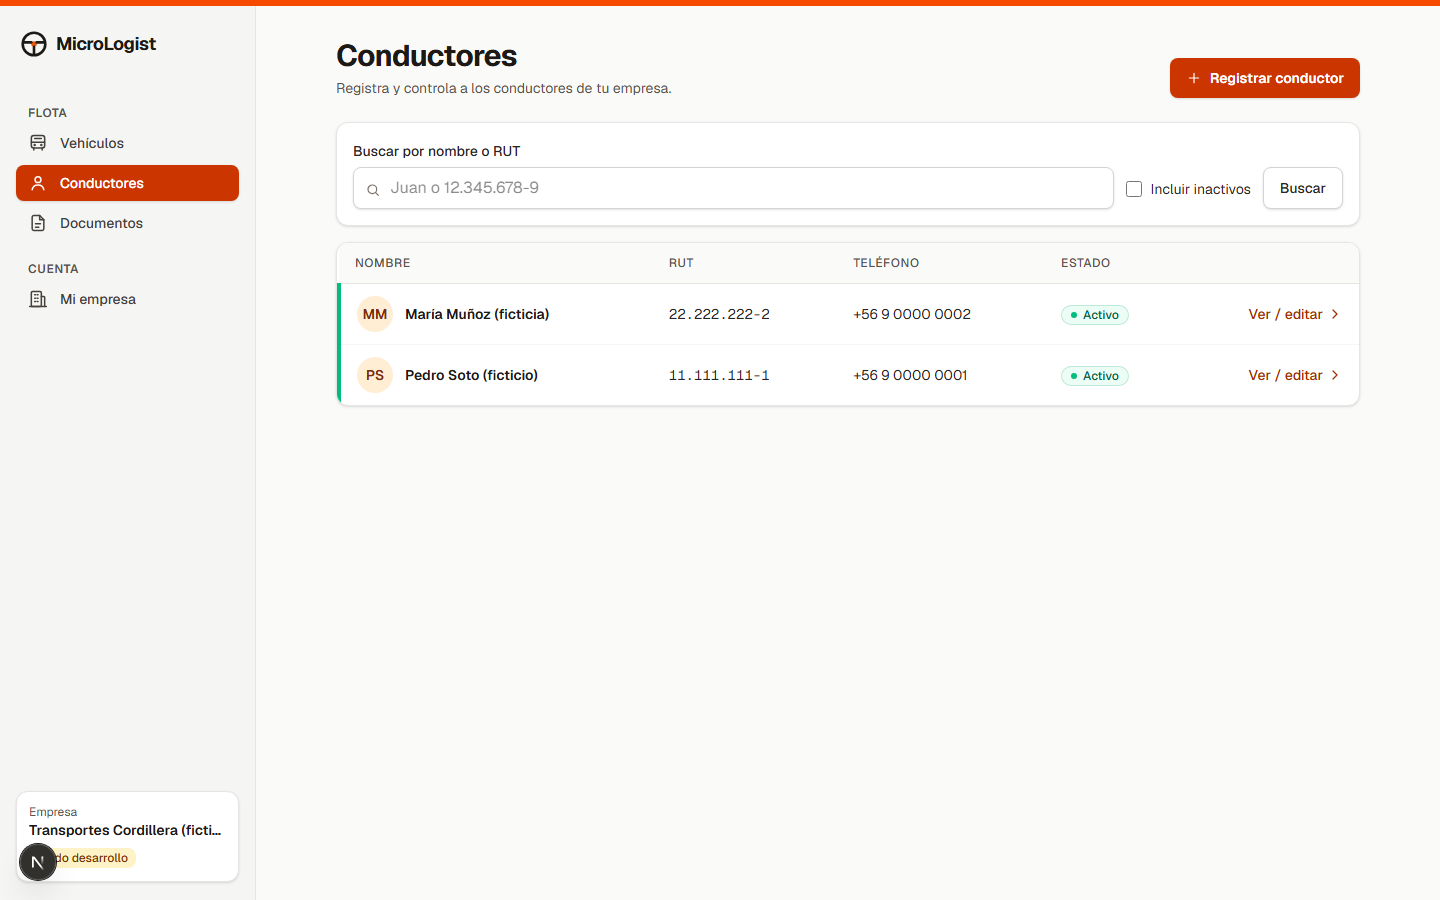 MicroLogist
FLOTA
Vehículos
Conductores
Documentos
CUENTA
Mi empresa
Empresa
Transportes Cordillera (ficti...
do desarrollo
N
Conductores
Registra y controla a los conductores de tu empresa.
+ Registrar conductor
Buscar por nombre o RUT
Juan o 12.345.678-9
Incluir inactivos
Buscar
NOMBRE RUT TELÉFONO ESTADO
MM María Muñoz (ficticia) 22.222.222-2 +56 9 0000 0002 Activo Ver / editar
PS Pedro Soto (ficticio) 11.111.111-1 +56 9 0000 0001 Activo Ver / editar